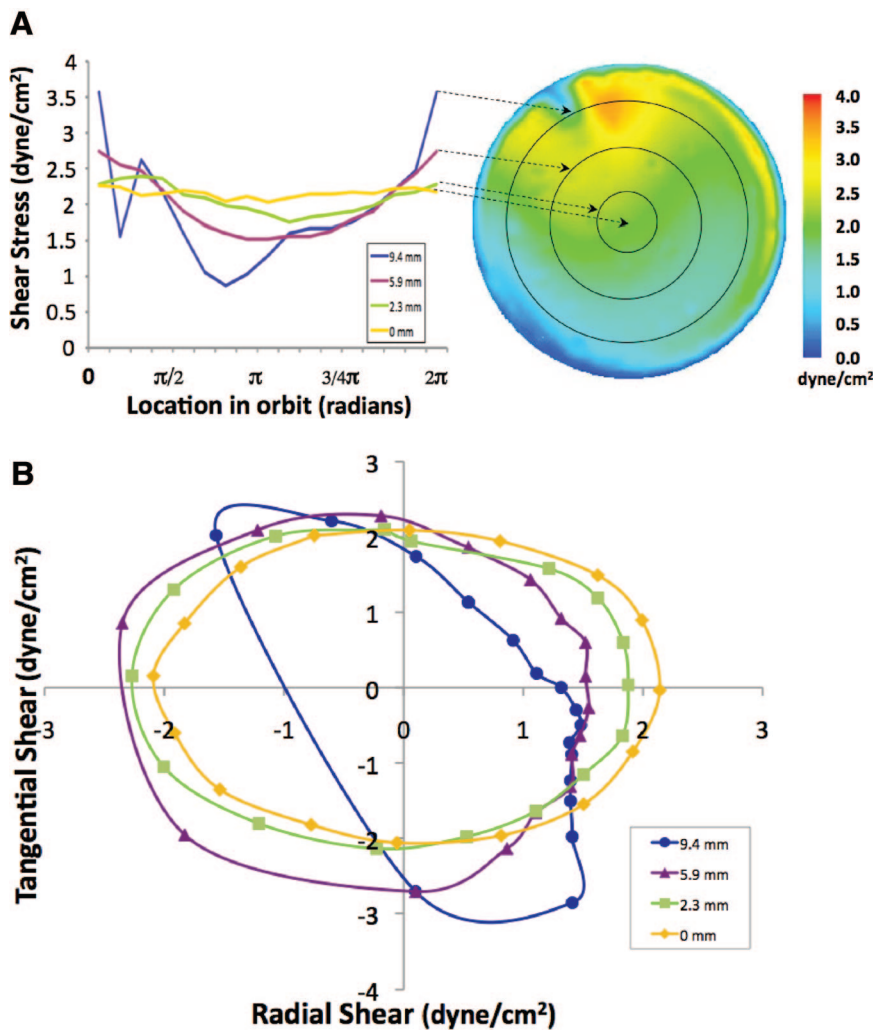 A
Shear Stress (dyne/cm²)
4
3.5
3
2.5
2
1.5
1
0.5
0
9.4 mm
5.9 mm
2.3 mm
0 mm
0 π/2 π 3/4π 2π
Location in orbit (radians)
4.0
3.5
3.0
2.5
2.0
1.5
1.0
0.5
0.0
dyne/cm²
B
Tangential Shear (dyne/cm²)
3
2
1
0
-1
-2
-3
-4
-3 -2 -1 0 1 2 3
9.4 mm
5.9 mm
2.3 mm
0 mm
Radial Shear (dyne/cm²)